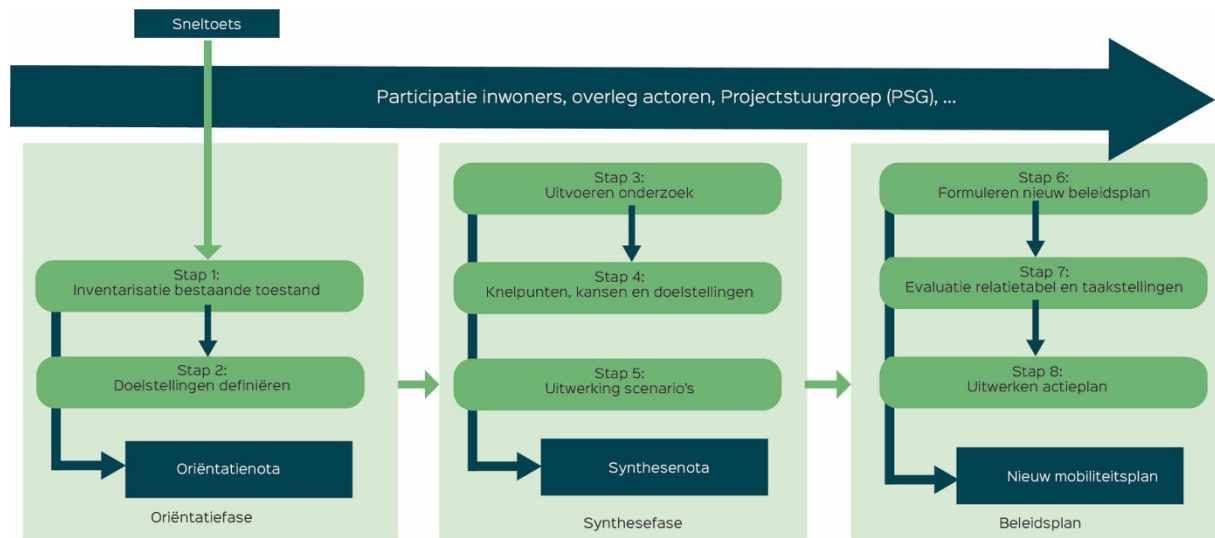 Sneltoets
Participatie inwoners, overleg actoren, Projectstuurgroep (PSG), ...
Stap 1:
Inventarisatie bestaande toestand
Stap 2:
Doelstellingen definiëren
Oriëntatienota
Oriëntatiefase
Stap 3:
Uitvoeren onderzoek
Stap 4:
Knelpunten, kansen en doelstellingen
Stap 5:
Uitwerking scenario's
Synthesenota
Synthesefase
Stap 6:
Formuleren nieuw beleidsplan
Stap 7:
Evaluatie relatietabel en taakstellingen
Stap 8:
Uitwerken actieplan
Nieuw mobiliteitsplan
Beleidsplan